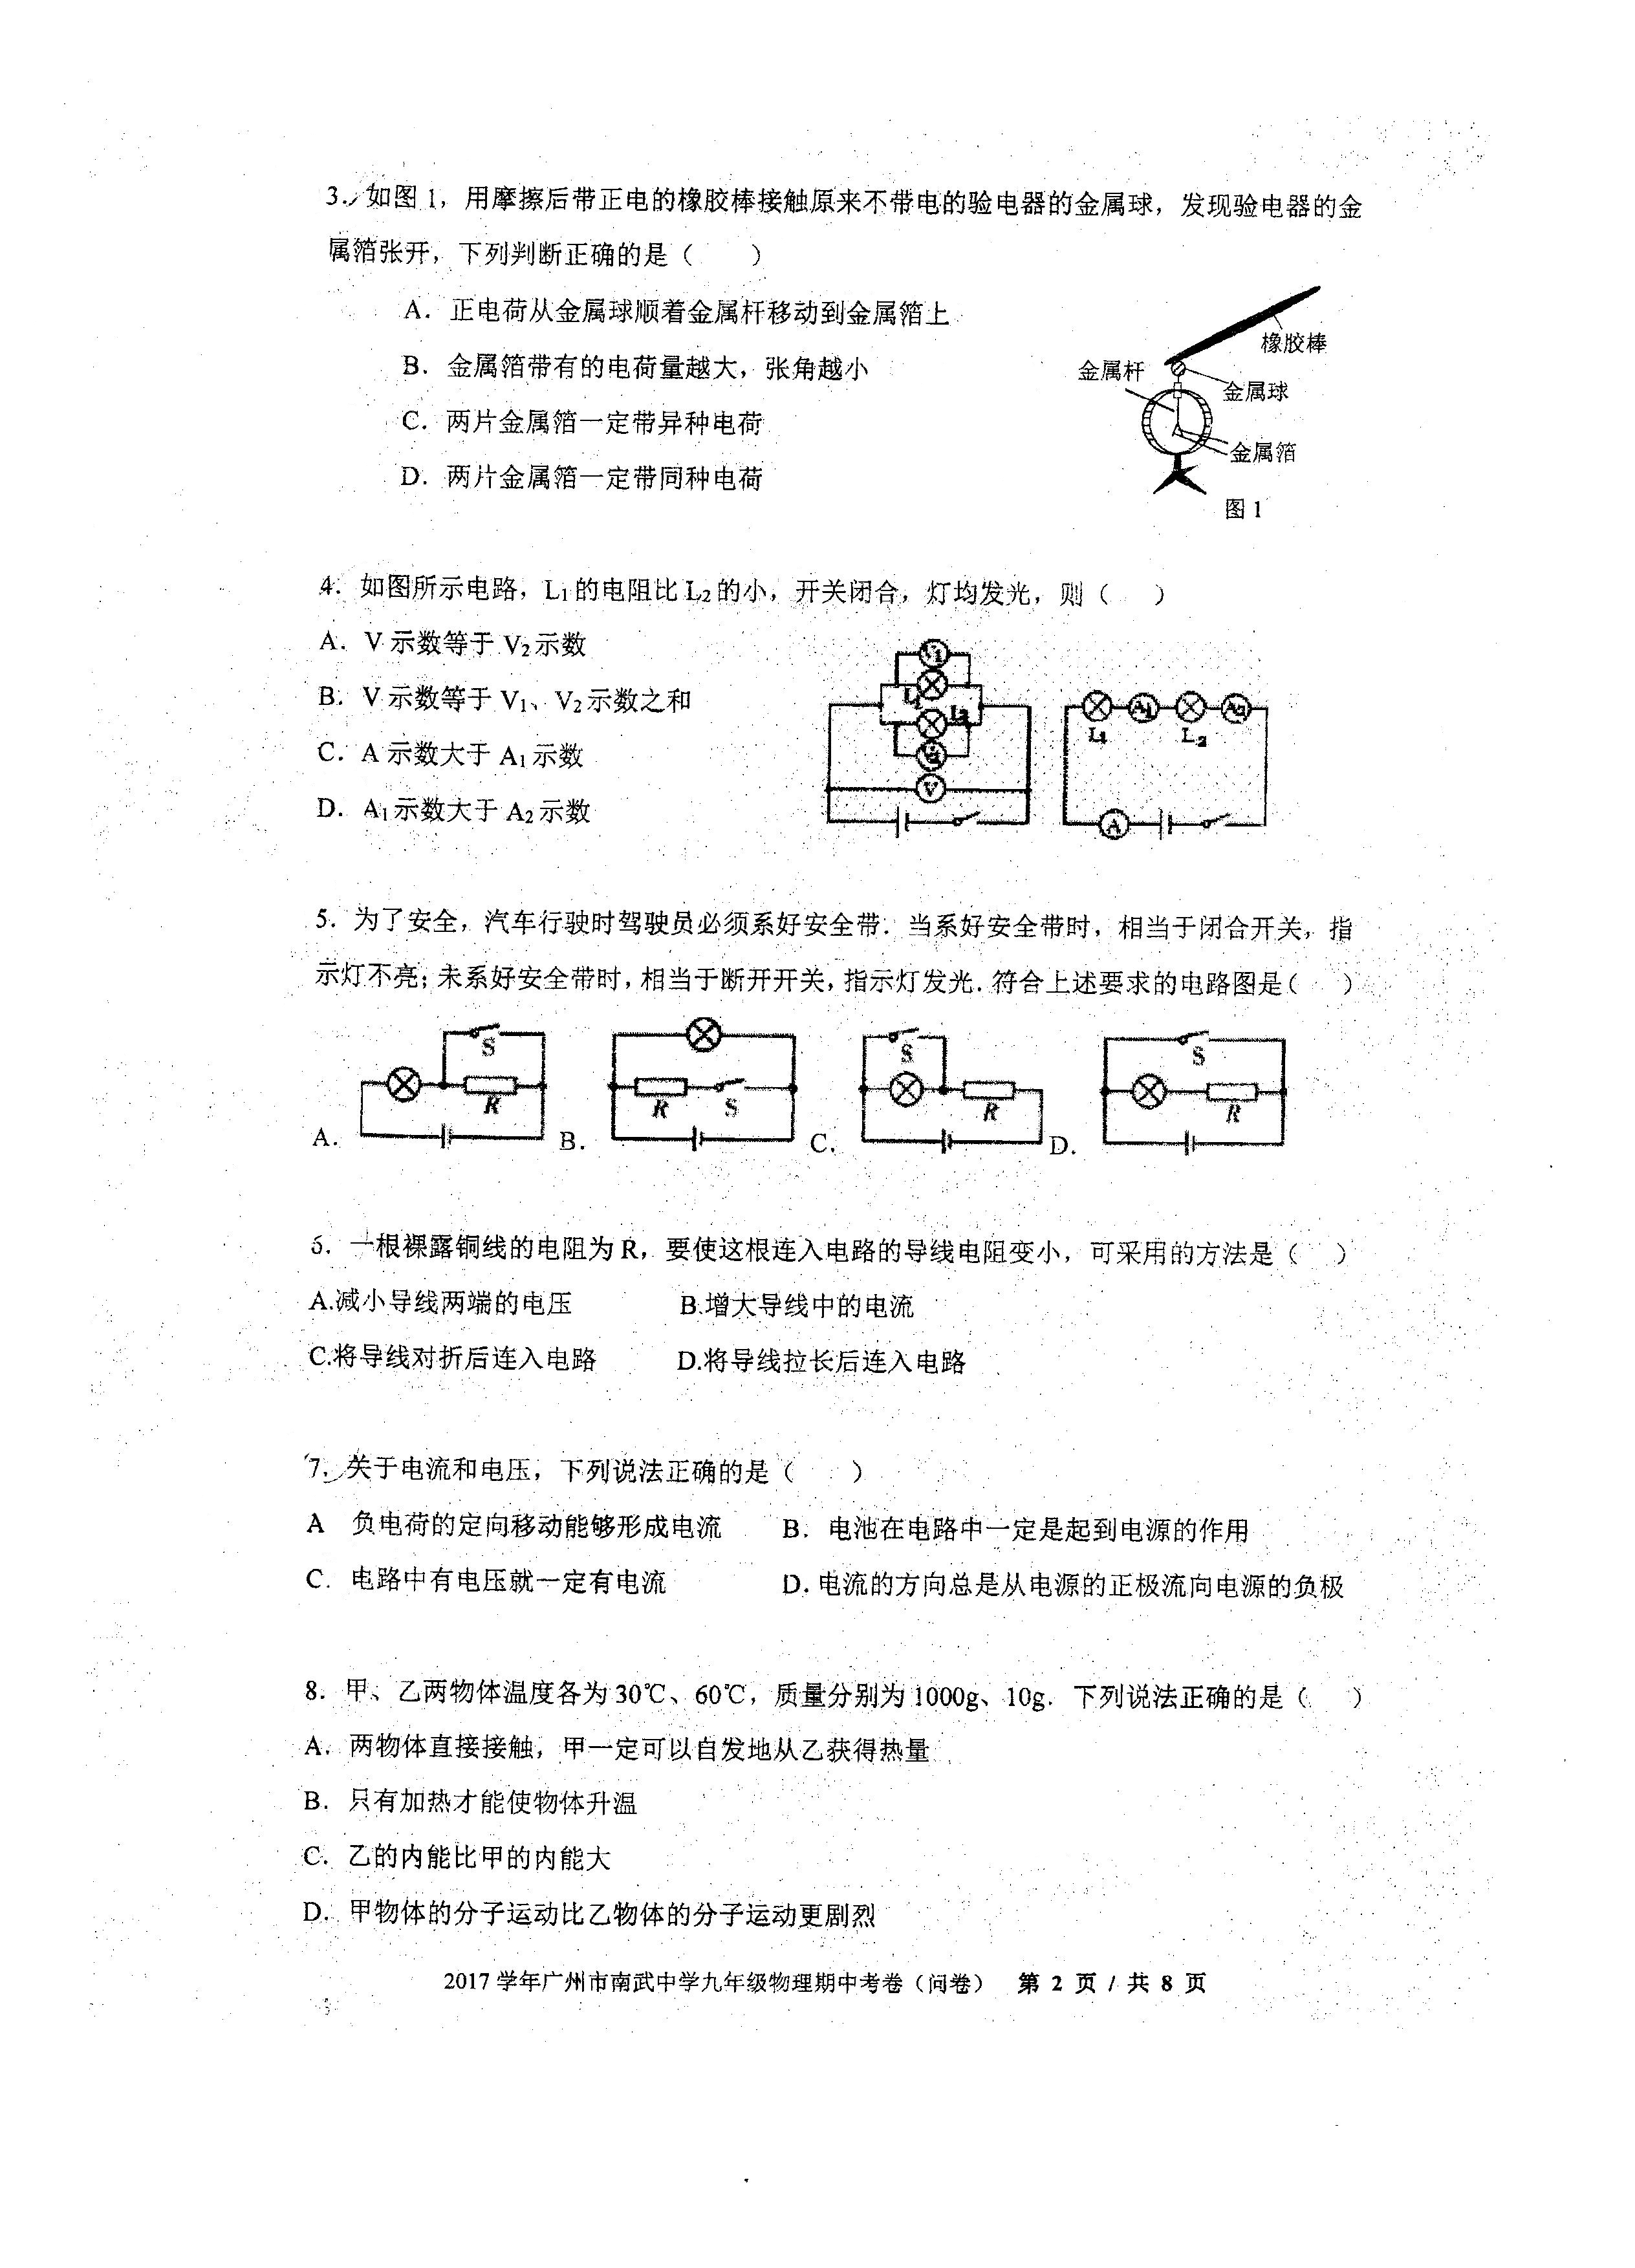 3. 如图 1，用摩擦后带正电的橡胶棒接触原来不带电的验电器的金属球，发现验电器的金
属箔张开，下列判断正确的是（ ）
A．正电荷从金属球顺着金属杆移动到金属箔上
B．金属箔带有的电荷量越大，张角越小
C．两片金属箔一定带异种电荷
D．两片金属箔一定带同种电荷
橡胶棒
金属杆
金属球
金属箔
图 1
4．如图所示电路，L₁的电阻比 L₂的小，开关闭合，灯均发光，则（ ）
A．V 示数等于 V₂示数
B．V 示数等于 V₁、V₂示数之和
C．A 示数大于 A₁示数
D．A₁示数大于 A₂示数
V₁
L₁
L₂
V
L₁ A₁ L₂ A₂
A
5．为了安全，汽车行驶时驾驶员必须系好安全带．当系好安全带时，相当于闭合开关，指
示灯不亮；未系好安全带时，相当于断开开关，指示灯发光．符合上述要求的电路图是（ ）
A． S R
B． R S
C． S R
D． S R
6．一根裸露铜线的电阻为 R，要使这根连入电路的导线电阻变小，可采用的方法是（ ）
A.减小导线两端的电压 B.增大导线中的电流
C.将导线对折后连入电路 D.将导线拉长后连入电路
7．关于电流和电压，下列说法正确的是（ ）
A 负电荷的定向移动能够形成电流 B．电池在电路中一定是起到电源的作用
C．电路中有电压就一定有电流 D. 电流的方向总是从电源的正极流向电源的负极
8．甲、乙两物体温度各为 30℃、60℃，质量分别为 1000g、10g．下列说法正确的是（ ）
A．两物体直接接触，甲一定可以自发地从乙获得热量
B．只有加热才能使物体升温
C．乙的内能比甲的内能大
D．甲物体的分子运动比乙物体的分子运动更剧烈
2017 学年广州市南武中学九年级物理期中考卷（问卷） 第 2 页 / 共 8 页